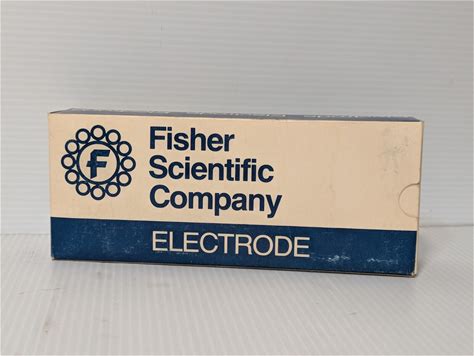 F
Fisher
Scientific
Company
ELECTRODE